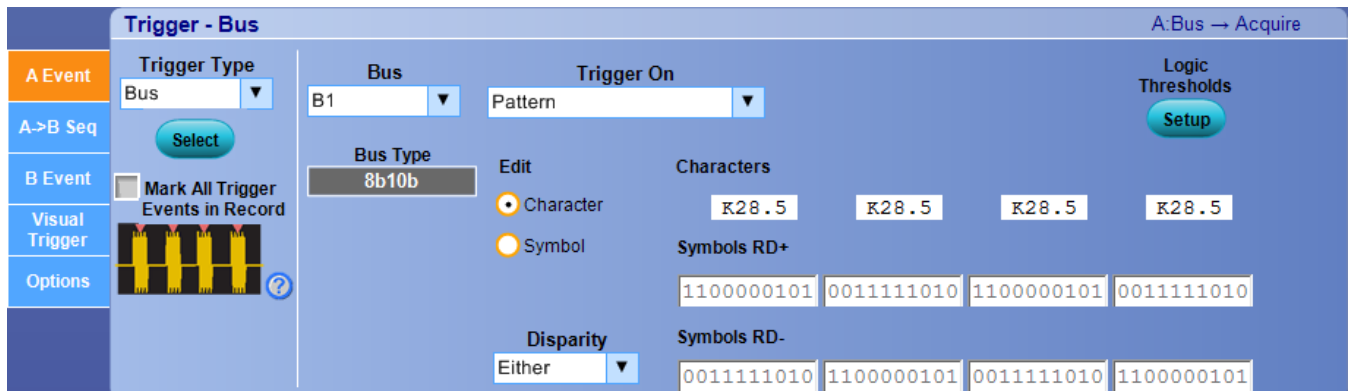 Trigger - Bus
A:Bus → Acquire
A Event
A->B Seq
B Event
Visual
Trigger
Options
Trigger Type
Bus
Select
Mark All Trigger
Events in Record
?
Bus
B1
Bus Type
8b10b
Trigger On
Pattern
Logic
Thresholds
Setup
Edit
Character
Symbol
Disparity
Either
Characters
K28.5 K28.5 K28.5 K28.5
Symbols RD+
1100000101 0011111010 1100000101 0011111010
Symbols RD-
0011111010 1100000101 0011111010 1100000101